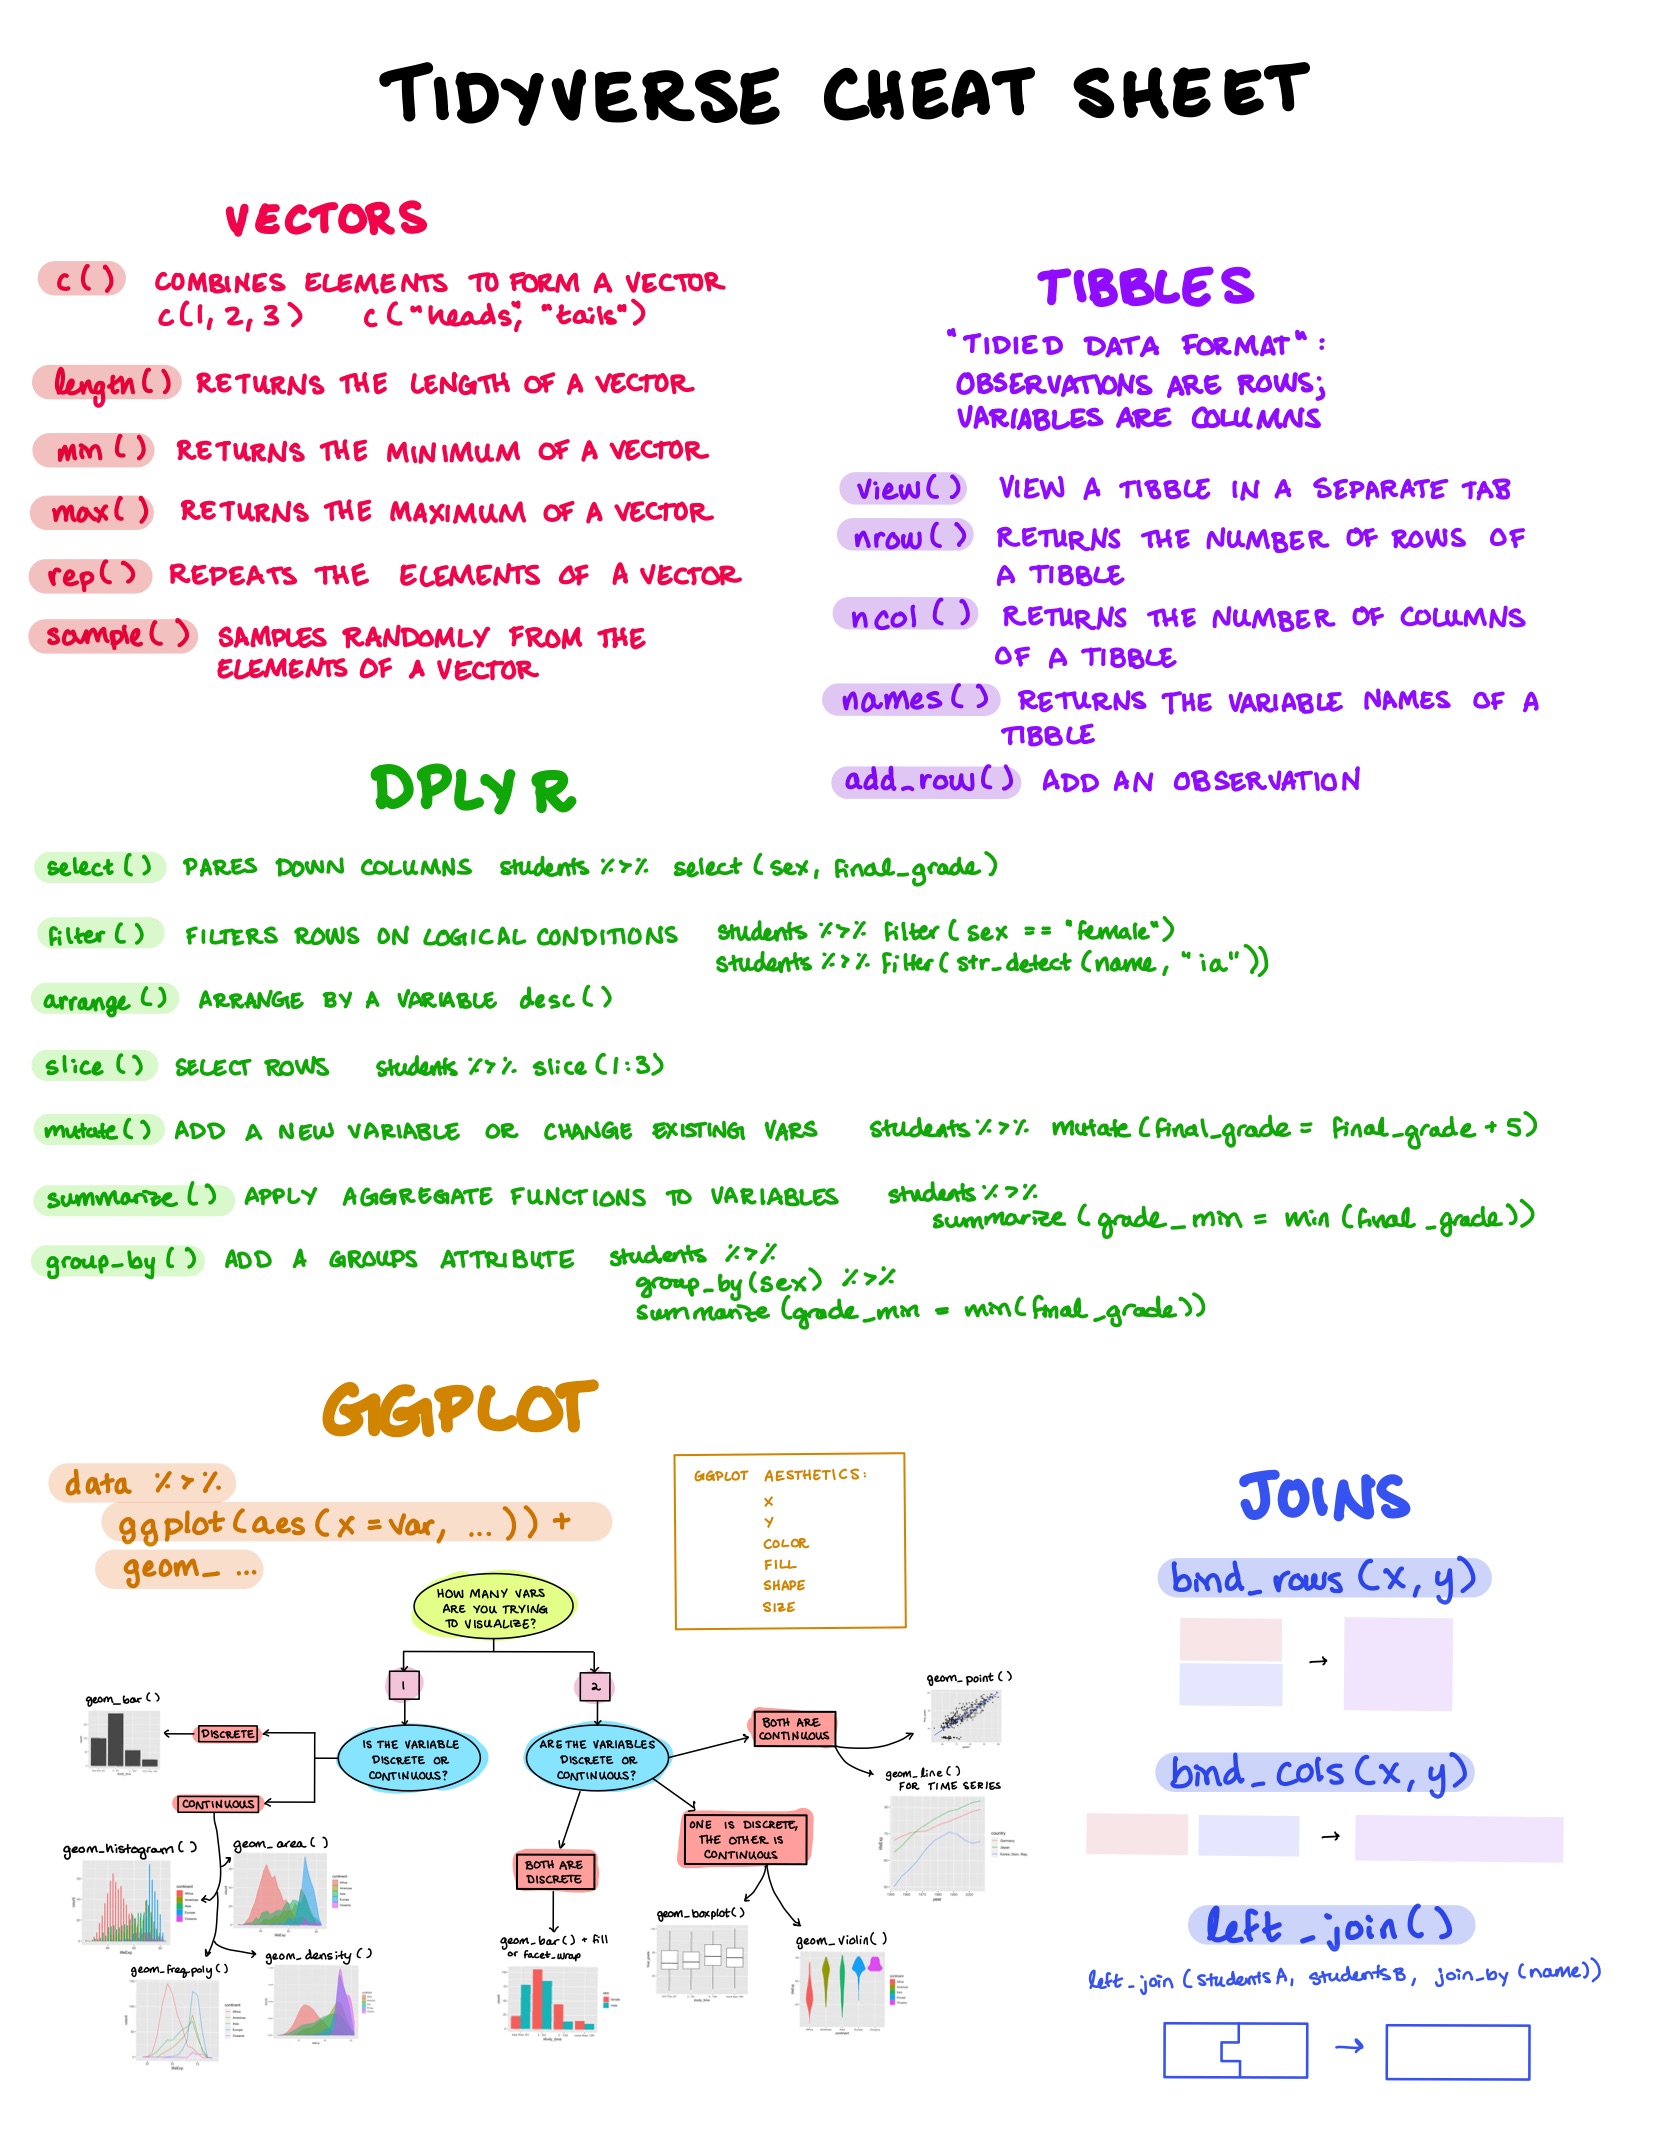 TIDYVERSE CHEAT SHEET
VECTORS
c() COMBINES ELEMENTS TO FORM A VECTOR
c(1, 2, 3) c("heads", "tails")
length() RETURNS THE LENGTH OF A VECTOR
min() RETURNS THE MINIMUM OF A VECTOR
max() RETURNS THE MAXIMUM OF A VECTOR
rep() REPEATS THE ELEMENTS OF A VECTOR
sample() SAMPLES RANDOMLY FROM THE
ELEMENTS OF A VECTOR
TIBBLES
"TIDIED DATA FORMAT":
OBSERVATIONS ARE ROWS;
VARIABLES ARE COLUMNS
view() VIEW A TIBBLE IN A SEPARATE TAB
nrow() RETURNS THE NUMBER OF ROWS OF
A TIBBLE
ncol() RETURNS THE NUMBER OF COLUMNS
OF A TIBBLE
names() RETURNS THE VARIABLE NAMES OF A
TIBBLE
add_row() ADD AN OBSERVATION
DPLYR
select() PARES DOWN COLUMNS students %>% select(sex, final_grade)
filter() FILTERS ROWS ON LOGICAL CONDITIONS students %>% filter(sex == "female")
students %>% filter(str_detect(name, "ia"))
arrange() ARRANGE BY A VARIABLE desc()
slice() SELECT ROWS students %>% slice(1:3)
mutate() ADD A NEW VARIABLE OR CHANGE EXISTING VARS students %>% mutate(final_grade = final_grade + 5)
summarize() APPLY AGGREGATE FUNCTIONS TO VARIABLES students %>%
summarize(grade_min = min(final_grade))
group_by() ADD A GROUPS ATTRIBUTE students %>%
group_by(sex) %>%
summarize(grade_min = min(final_grade))
GGPLOT
data %>%
ggplot(aes(x = var, ...)) +
geom_ ...
GGPLOT AESTHETICS:
X
Y
COLOR
FILL
SHAPE
SIZE
HOW MANY VARS
ARE YOU TRYING
TO VISUALIZE?
1
2
IS THE VARIABLE
DISCRETE OR
CONTINUOUS?
DISCRETE
geom_bar()
CONTINUOUS
geom_histogram()
geom_area()
geom_freqpoly()
geom_density()
ARE THE VARIABLES
DISCRETE OR
CONTINUOUS?
BOTH ARE
CONTINUOUS
geom_point()
geom_line()
FOR TIME SERIES
ONE IS DISCRETE,
THE OTHER IS
CONTINUOUS
geom_boxplot()
geom_violin()
BOTH ARE
DISCRETE
geom_bar() + fill
or facet_wrap
JOINS
bind_rows(x, y)
bind_cols(x, y)
left_join()
left_join(studentsA, studentsB, join_by(name))